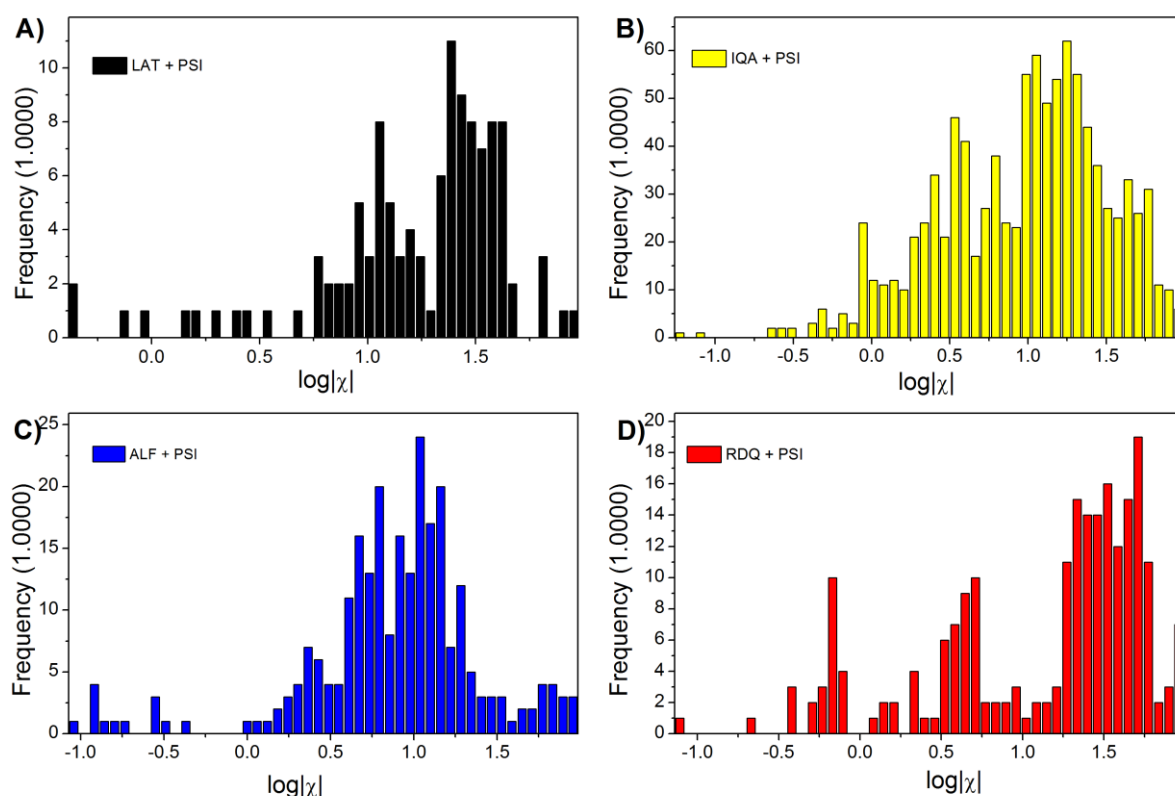 A)
LAT + PSI
Frequency (1.0000)
10
8
6
4
2
0
0.0 0.5 1.0 1.5
log|χ|
B)
IQA + PSI
Frequency (1.0000)
60
50
40
30
20
10
0
-1.0 -0.5 0.0 0.5 1.0 1.5
log|χ|
C)
ALF + PSI
Frequency (1.0000)
25
20
15
10
5
0
-1.0 -0.5 0.0 0.5 1.0 1.5
log|χ|
D)
RDQ + PSI
Frequency (1.0000)
20
18
16
14
12
10
8
6
4
2
0
-1.0 -0.5 0.0 0.5 1.0 1.5
log|χ|